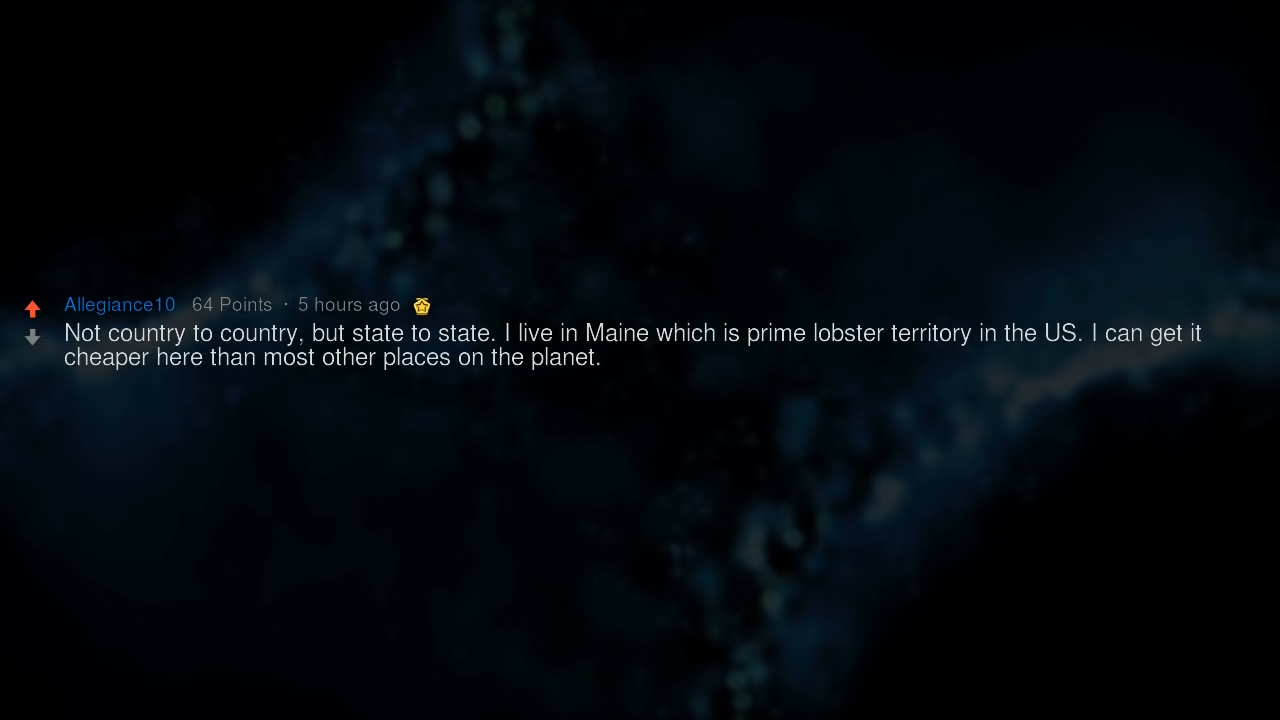 Allegiance10 64 Points · 5 hours ago
Not country to country, but state to state. I live in Maine which is prime lobster territory in the US. I can get it
cheaper here than most other places on the planet.